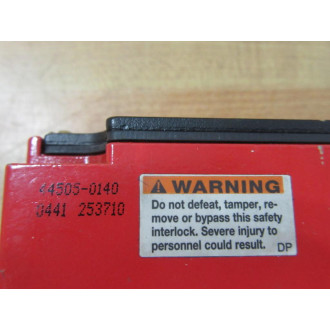 44505-0140
0441 253710
WARNING
Do not defeat, tamper, re-
move or bypass this safety
interlock. Severe injury to
personnel could result.
DP